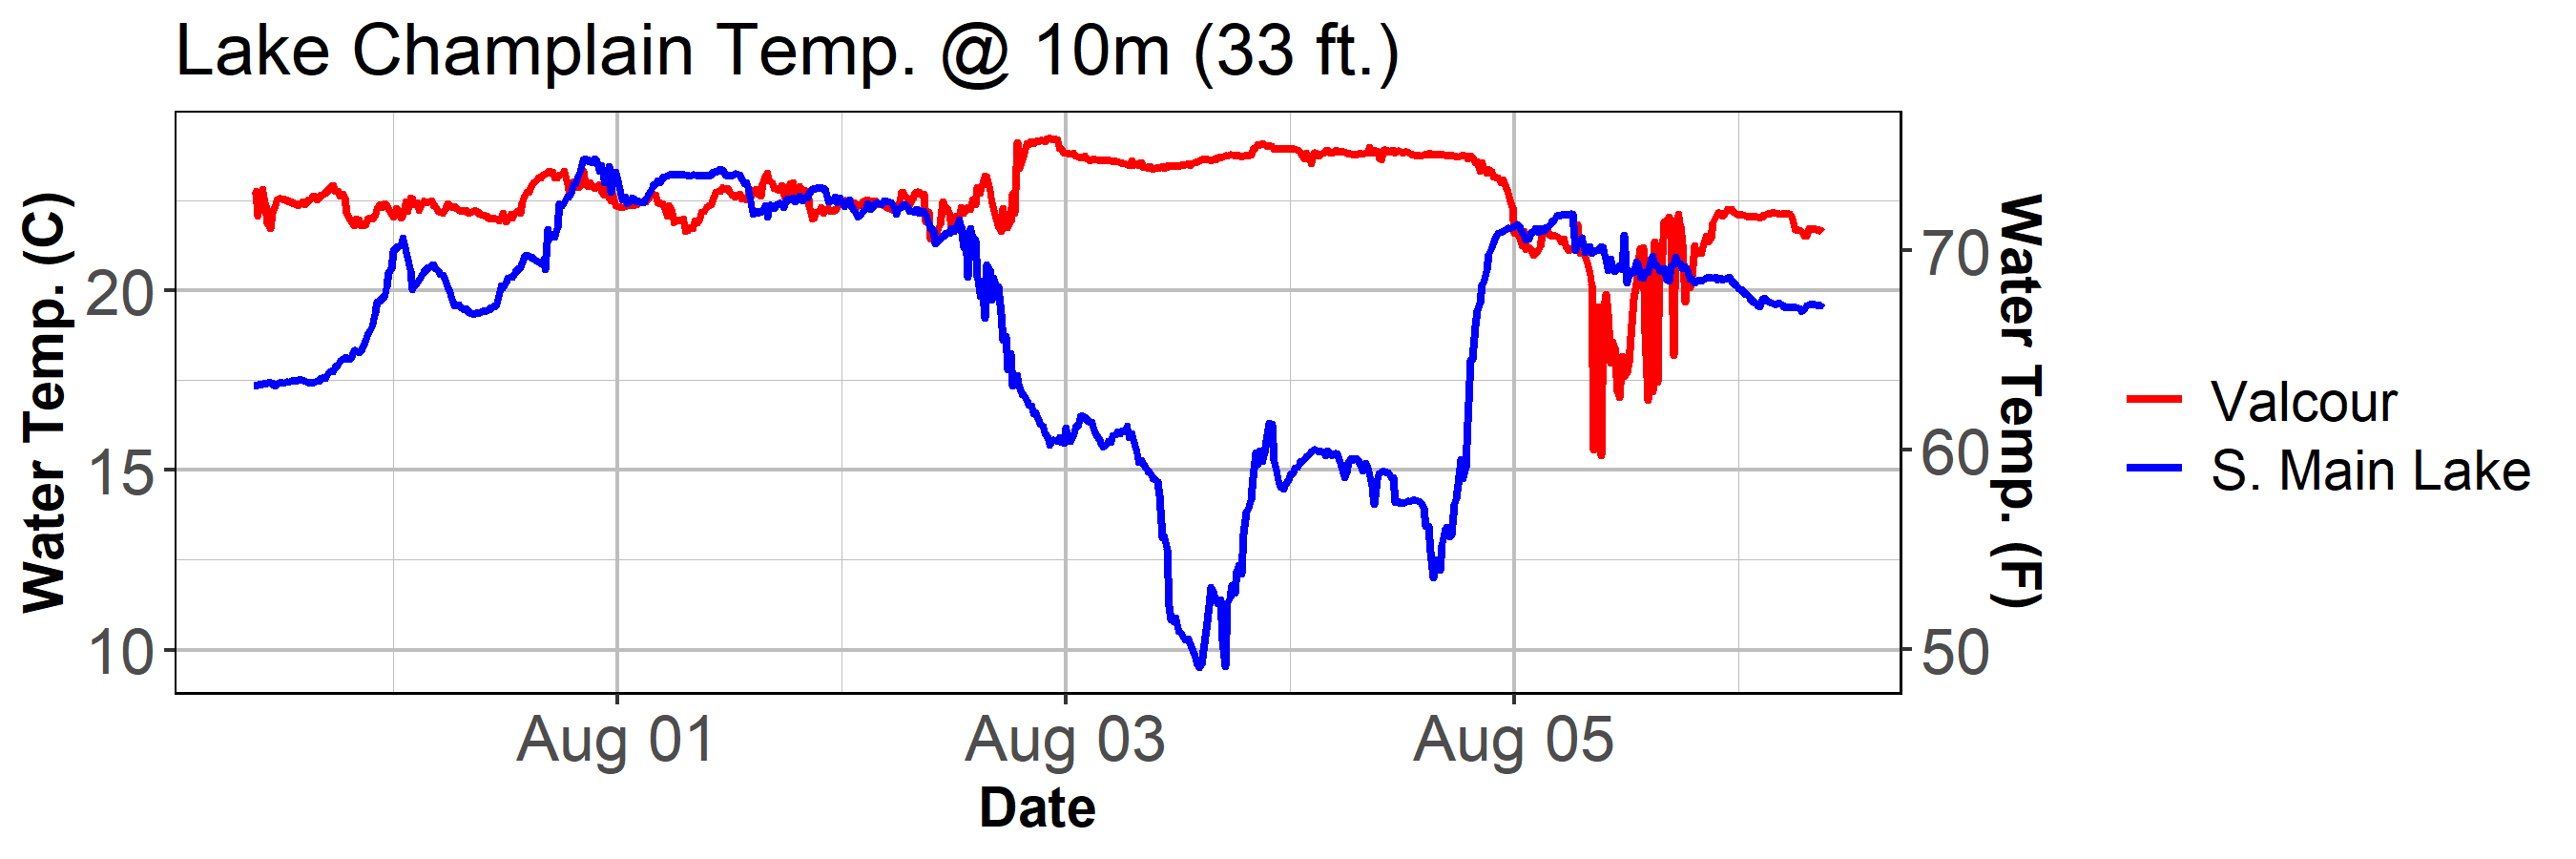 Lake Champlain Temp. @ 10m (33 ft.)
Water Temp. (C)
20
15
10
70
60
50
Water Temp. (F)
Aug 01
Aug 03
Aug 05
Date
Valcour
S. Main Lake